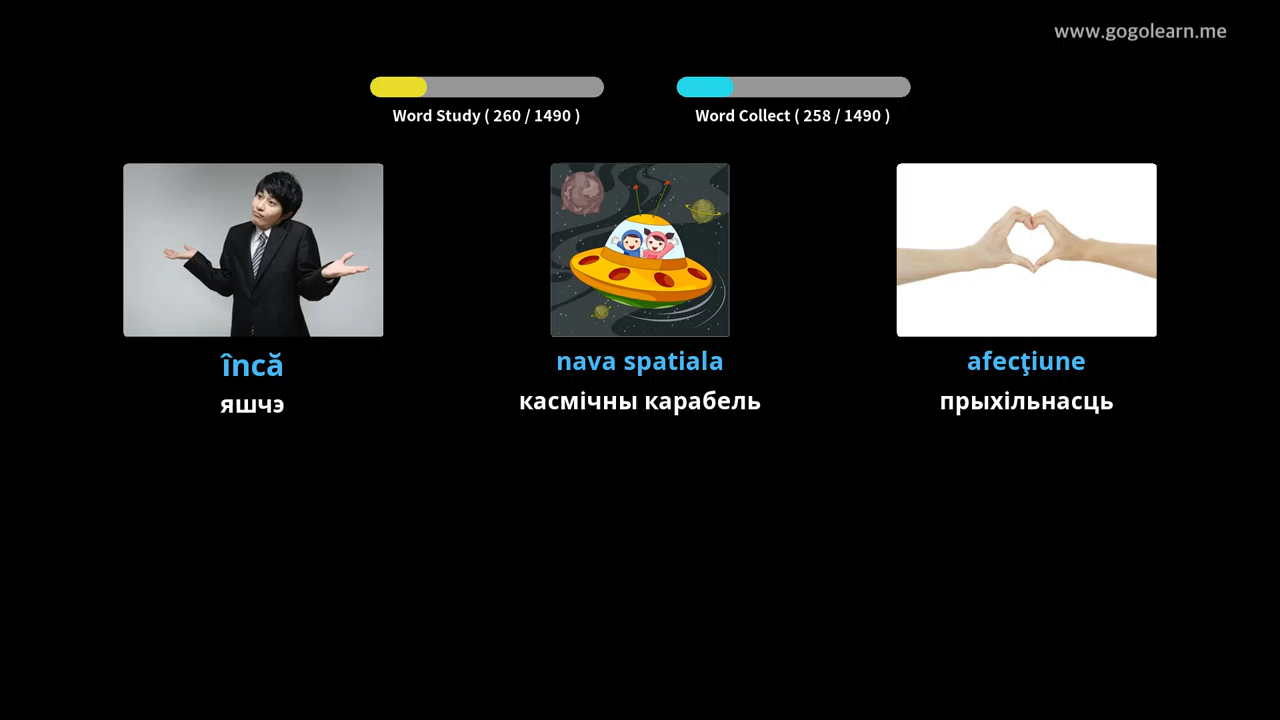 www.gogolearn.me
Word Study ( 260 / 1490 )
Word Collect ( 258 / 1490 )
încă
nava spatiala
afecţiune
яшчэ
касмічны карабель
прыхільнасць